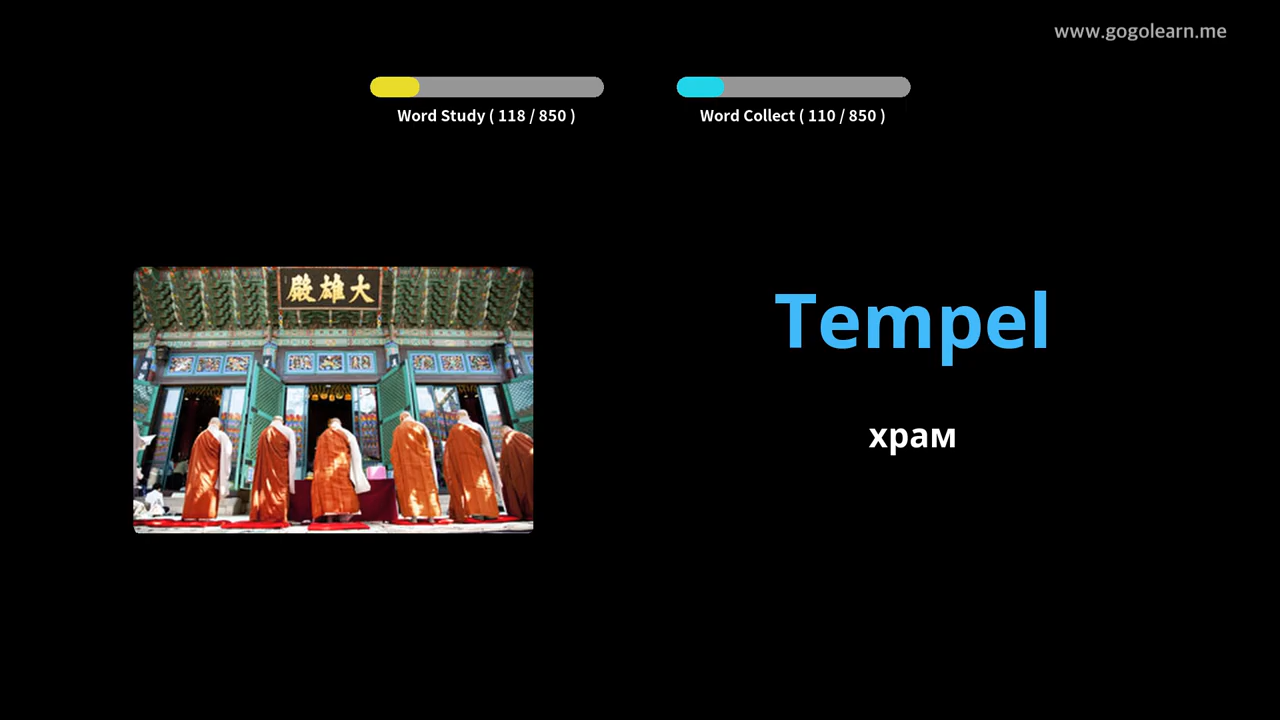 www.gogolearn.me
Word Study ( 118 / 850 )
Word Collect ( 110 / 850 )
殿雄大
Tempel
храм